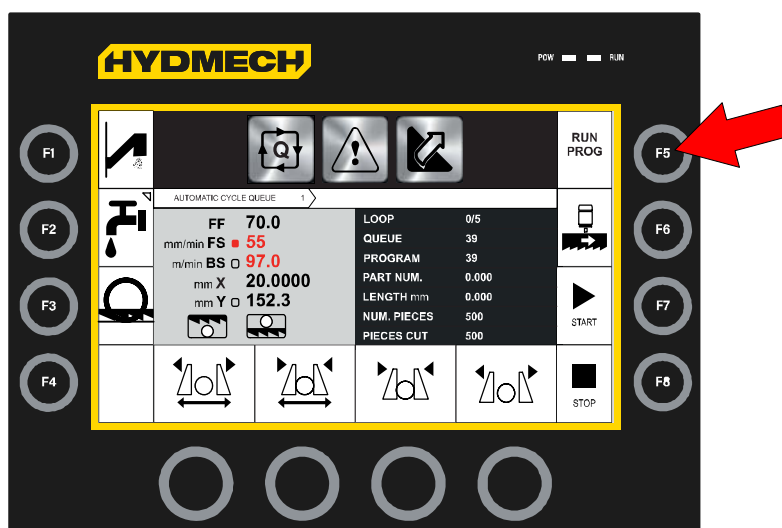 HYDMECH
POW RUN
F1
F2
F3
F4
Q
!
RUN
PROG
F5
F6
F7
F8
AUTOMATIC CYCLE QUEUE 1
FF 70.0
mm/min FS 55
m/min BS 97.0
mm X 20.0000
mm Y 152.3
LOOP 0/5
QUEUE 39
PROGRAM 39
PART NUM. 0.000
LENGTH mm 0.000
NUM. PIECES 500
PIECES CUT 500
START
STOP